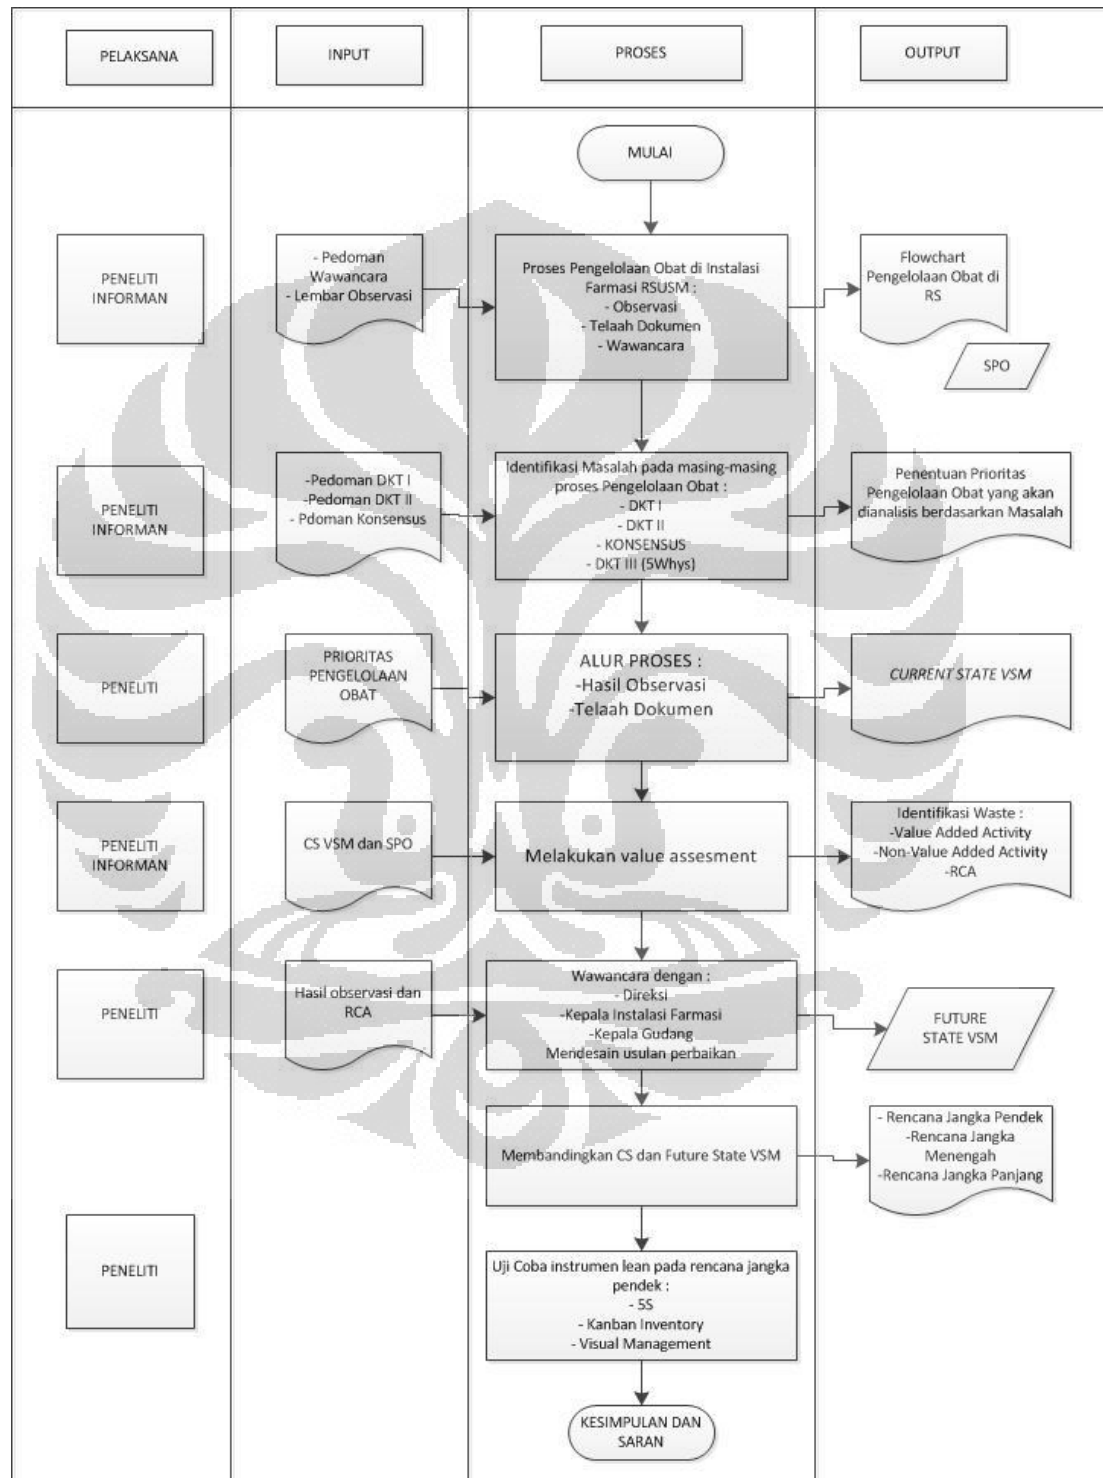 PELAKSANA
INPUT
PROSES
OUTPUT
MULAI
PENELITI
INFORMAN
- Pedoman
Wawancara
- Lembar Observasi
Proses Pengelolaan Obat di Instalasi
Farmasi RSUSM :
- Observasi
- Telaah Dokumen
- Wawancara
Flowchart
Pengelolaan Obat di
RS
SPO
PENELITI
INFORMAN
-Pedoman DKT I
-Pedoman DKT II
- Pdoman Konsensus
Identifikasi Masalah pada masing-masing
proses Pengelolaan Obat :
- DKT I
- DKT II
- KONSENSUS
- DKT III (5Whys)
Penentuan Prioritas
Pengelolaan Obat yang akan
dianalisis berdasarkan Masalah
PENELITI
PRIORITAS
PENGELOLAAN
OBAT
ALUR PROSES :
-Hasil Observasi
-Telaah Dokumen
CURRENT STATE VSM
PENELITI
INFORMAN
CS VSM dan SPO
Melakukan value assesment
Identifikasi Waste :
-Value Added Activity
-Non-Value Added Activity
-RCA
PENELITI
Hasil observasi dan
RCA
Wawancara dengan :
- Direksi
-Kepala Instalasi Farmasi
-Kepala Gudang
Mendesain usulan perbaikan
FUTURE
STATE VSM
Membandingkan CS dan Future State VSM
- Rencana Jangka Pendek
-Rencana Jangka
Menengah
-Rencana Jangka Panjang
PENELITI
Uji Coba instrumen lean pada rencana jangka
pendek :
- 5S
- Kanban Inventory
- Visual Management
KESIMPULAN DAN
SARAN